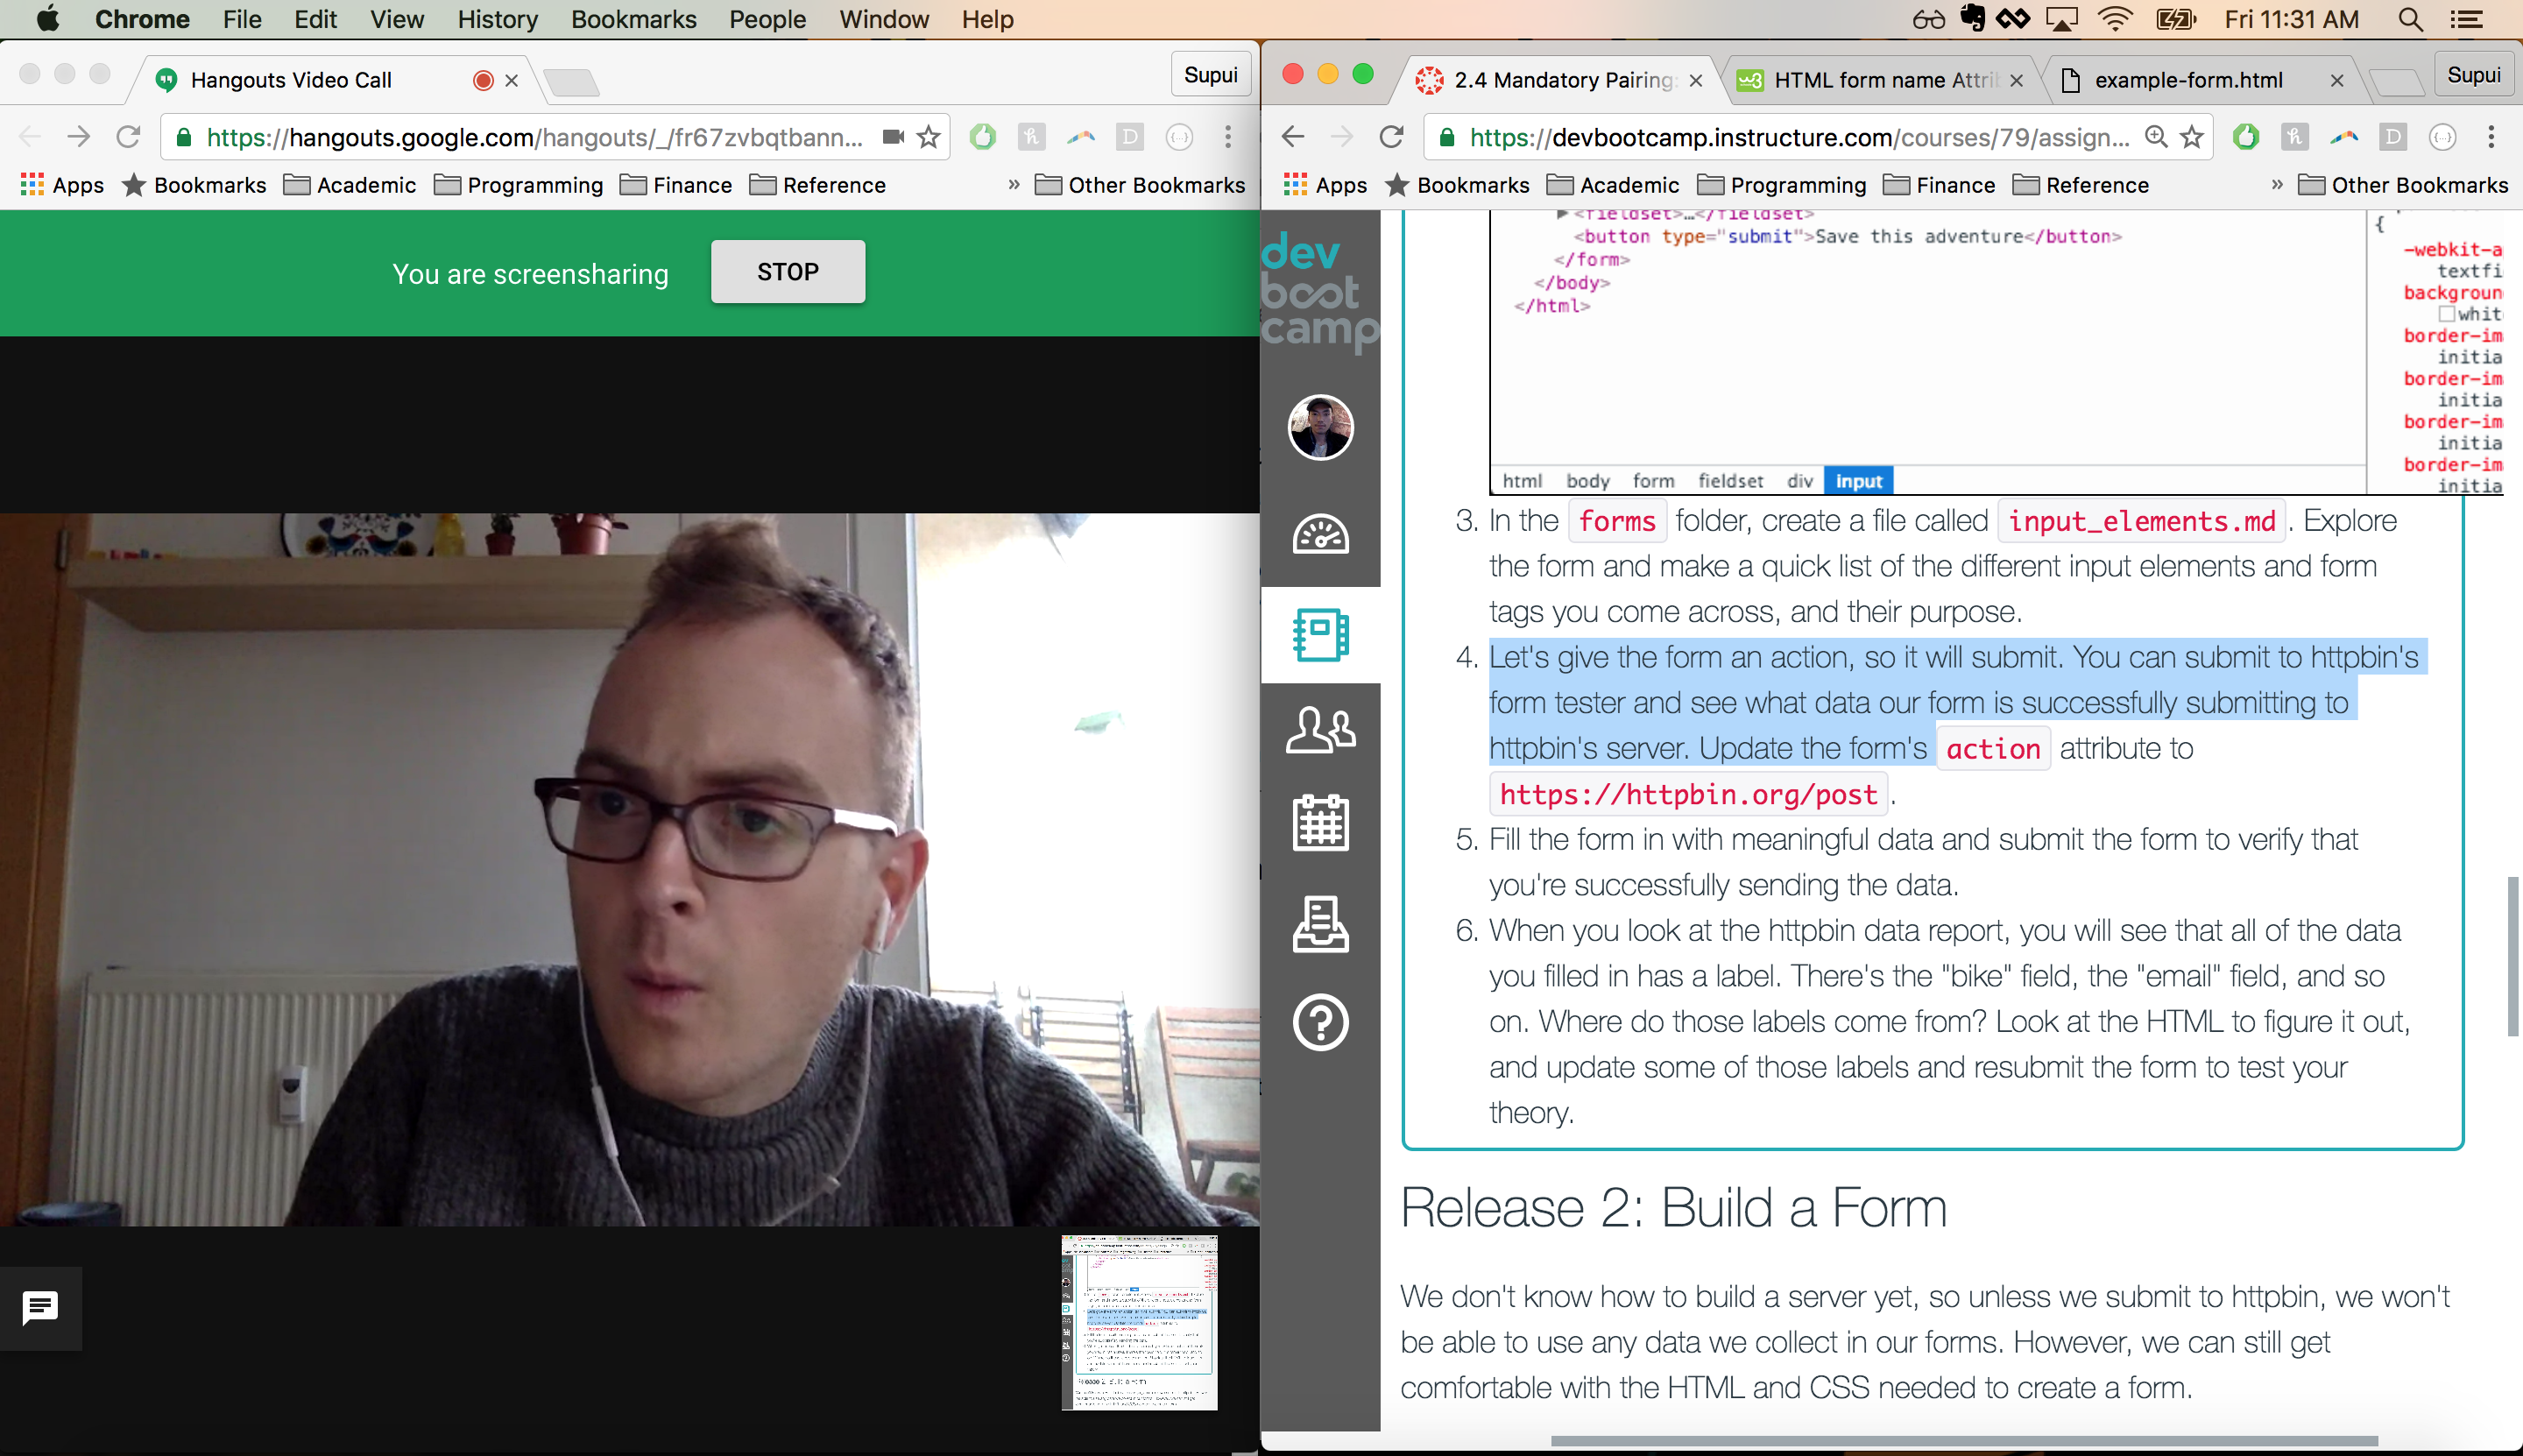 Chrome File Edit View History Bookmarks People Window Help Fri 11:31 AM
Hangouts Video Call Supui
https://hangouts.google.com/hangouts/_/fr67zvbqtbann...
Apps Bookmarks Academic Programming Finance Reference » Other Bookmarks
You are screensharing STOP
2.4 Mandatory Pairing: HTML form name Attrib example-form.html Supui
https://devbootcamp.instructure.com/courses/79/assign...
Apps Bookmarks Academic Programming Finance Reference » Other Bookmarks
dev
bootcamp
▶<fieldset>…</fieldset>
<button type="submit">Save this adventure</button>
</form>
</body>
</html>
{
-webkit-a
textfi
backgroun
whit
border-im
initia
border-im
initia
border-im
initia
border-im
initia
html body form fieldset div input
3. In the forms folder, create a file called input_elements.md . Explore
the form and make a quick list of the different input elements and form
tags you come across, and their purpose.
4. Let's give the form an action, so it will submit. You can submit to httpbin's
form tester and see what data our form is successfully submitting to
httpbin's server. Update the form's action attribute to
https://httpbin.org/post .
5. Fill the form in with meaningful data and submit the form to verify that
you're successfully sending the data.
6. When you look at the httpbin data report, you will see that all of the data
you filled in has a label. There's the "bike" field, the "email" field, and so
on. Where do those labels come from? Look at the HTML to figure it out,
and update some of those labels and resubmit the form to test your
theory.
Release 2: Build a Form
We don't know how to build a server yet, so unless we submit to httpbin, we won't
be able to use any data we collect in our forms. However, we can still get
comfortable with the HTML and CSS needed to create a form.